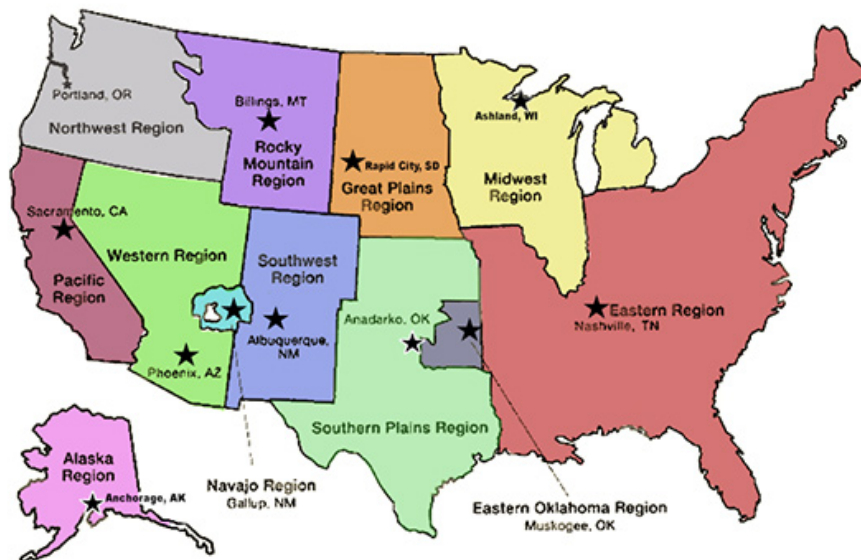 Portland, OR
Northwest Region
Billings, MT
Rocky
Mountain
Region
Rapid City, SD
Great Plains
Region
Ashland, WI
Midwest
Region
Sacramento, CA
Pacific
Region
Western Region
Phoenix, AZ
Southwest
Region
Albuquerque,
NM
Anadarko, OK
Southern Plains Region
Eastern Region
Nashville, TN
Alaska
Region
Anchorage, AK
Navajo Region
Gallup, NM
Eastern Oklahoma Region
Muskogee, OK